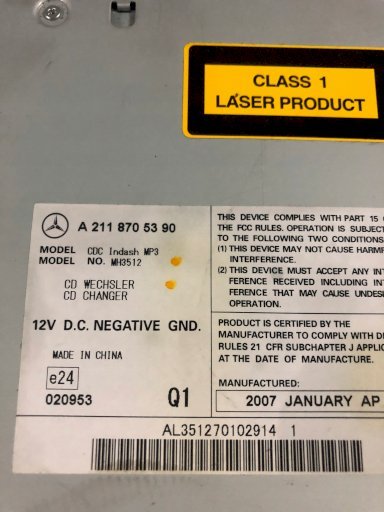 CLASS 1
LASER PRODUCT
A 211 870 53 90
MODEL CDC Indash MP3
MODEL NO. MH3512
CD WECHSLER
CD CHANGER
12V D.C. NEGATIVE GND.
MADE IN CHINA
e24
020953
Q1
THIS DEVICE COMPLIES WITH PART 15
THE FCC RULES. OPERATION IS SUBJECT
TO THE FOLLOWING TWO CONDITIONS
(1) THIS DEVICE MAY NOT CAUSE HARMF
INTERFERENCE.
(2) THIS DEVICE MUST ACCEPT ANY INT
FERENCE RECEIVED INCLUDING INT
FERENCE THAT MAY CAUSE UNDESI
OPERATION.
PRODUCT IS CERTIFIED BY THE
MANUFACTURER TO COMPLY WITH D
RULES 21 CFR SUBCHAPTER J APPLIC
AT THE DATE OF MANUFACTURE.
MANUFACTURED:
2007 JANUARY AP
AL351270102914 1